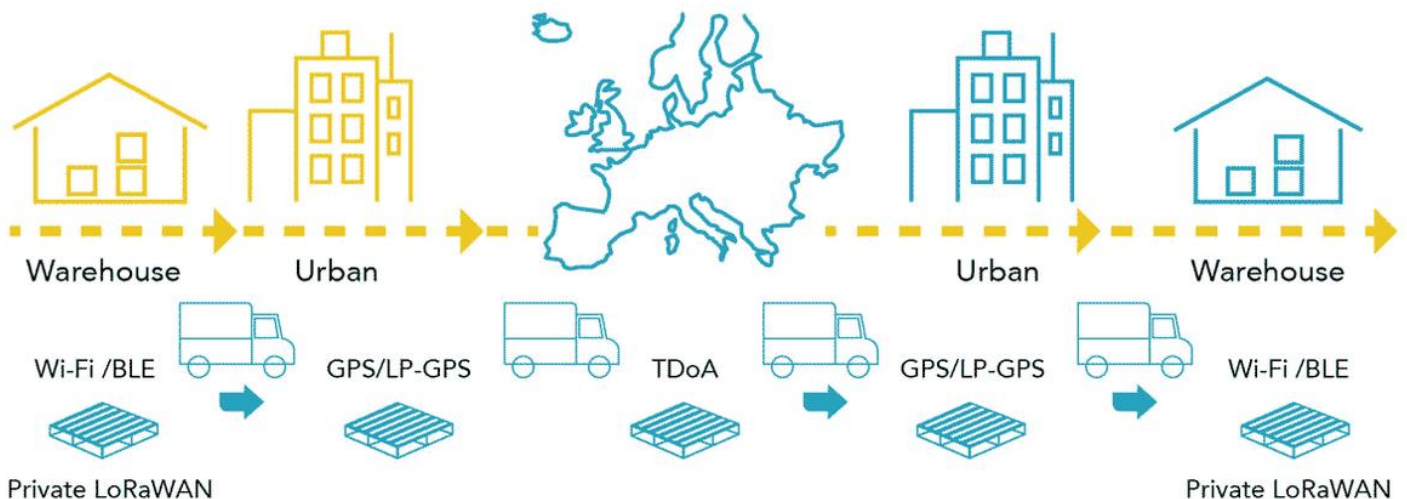 Warehouse
Urban
Urban
Warehouse
Wi-Fi /BLE
GPS/LP-GPS
TDoA
GPS/LP-GPS
Wi-Fi /BLE
Private LoRaWAN
Private LoRaWAN